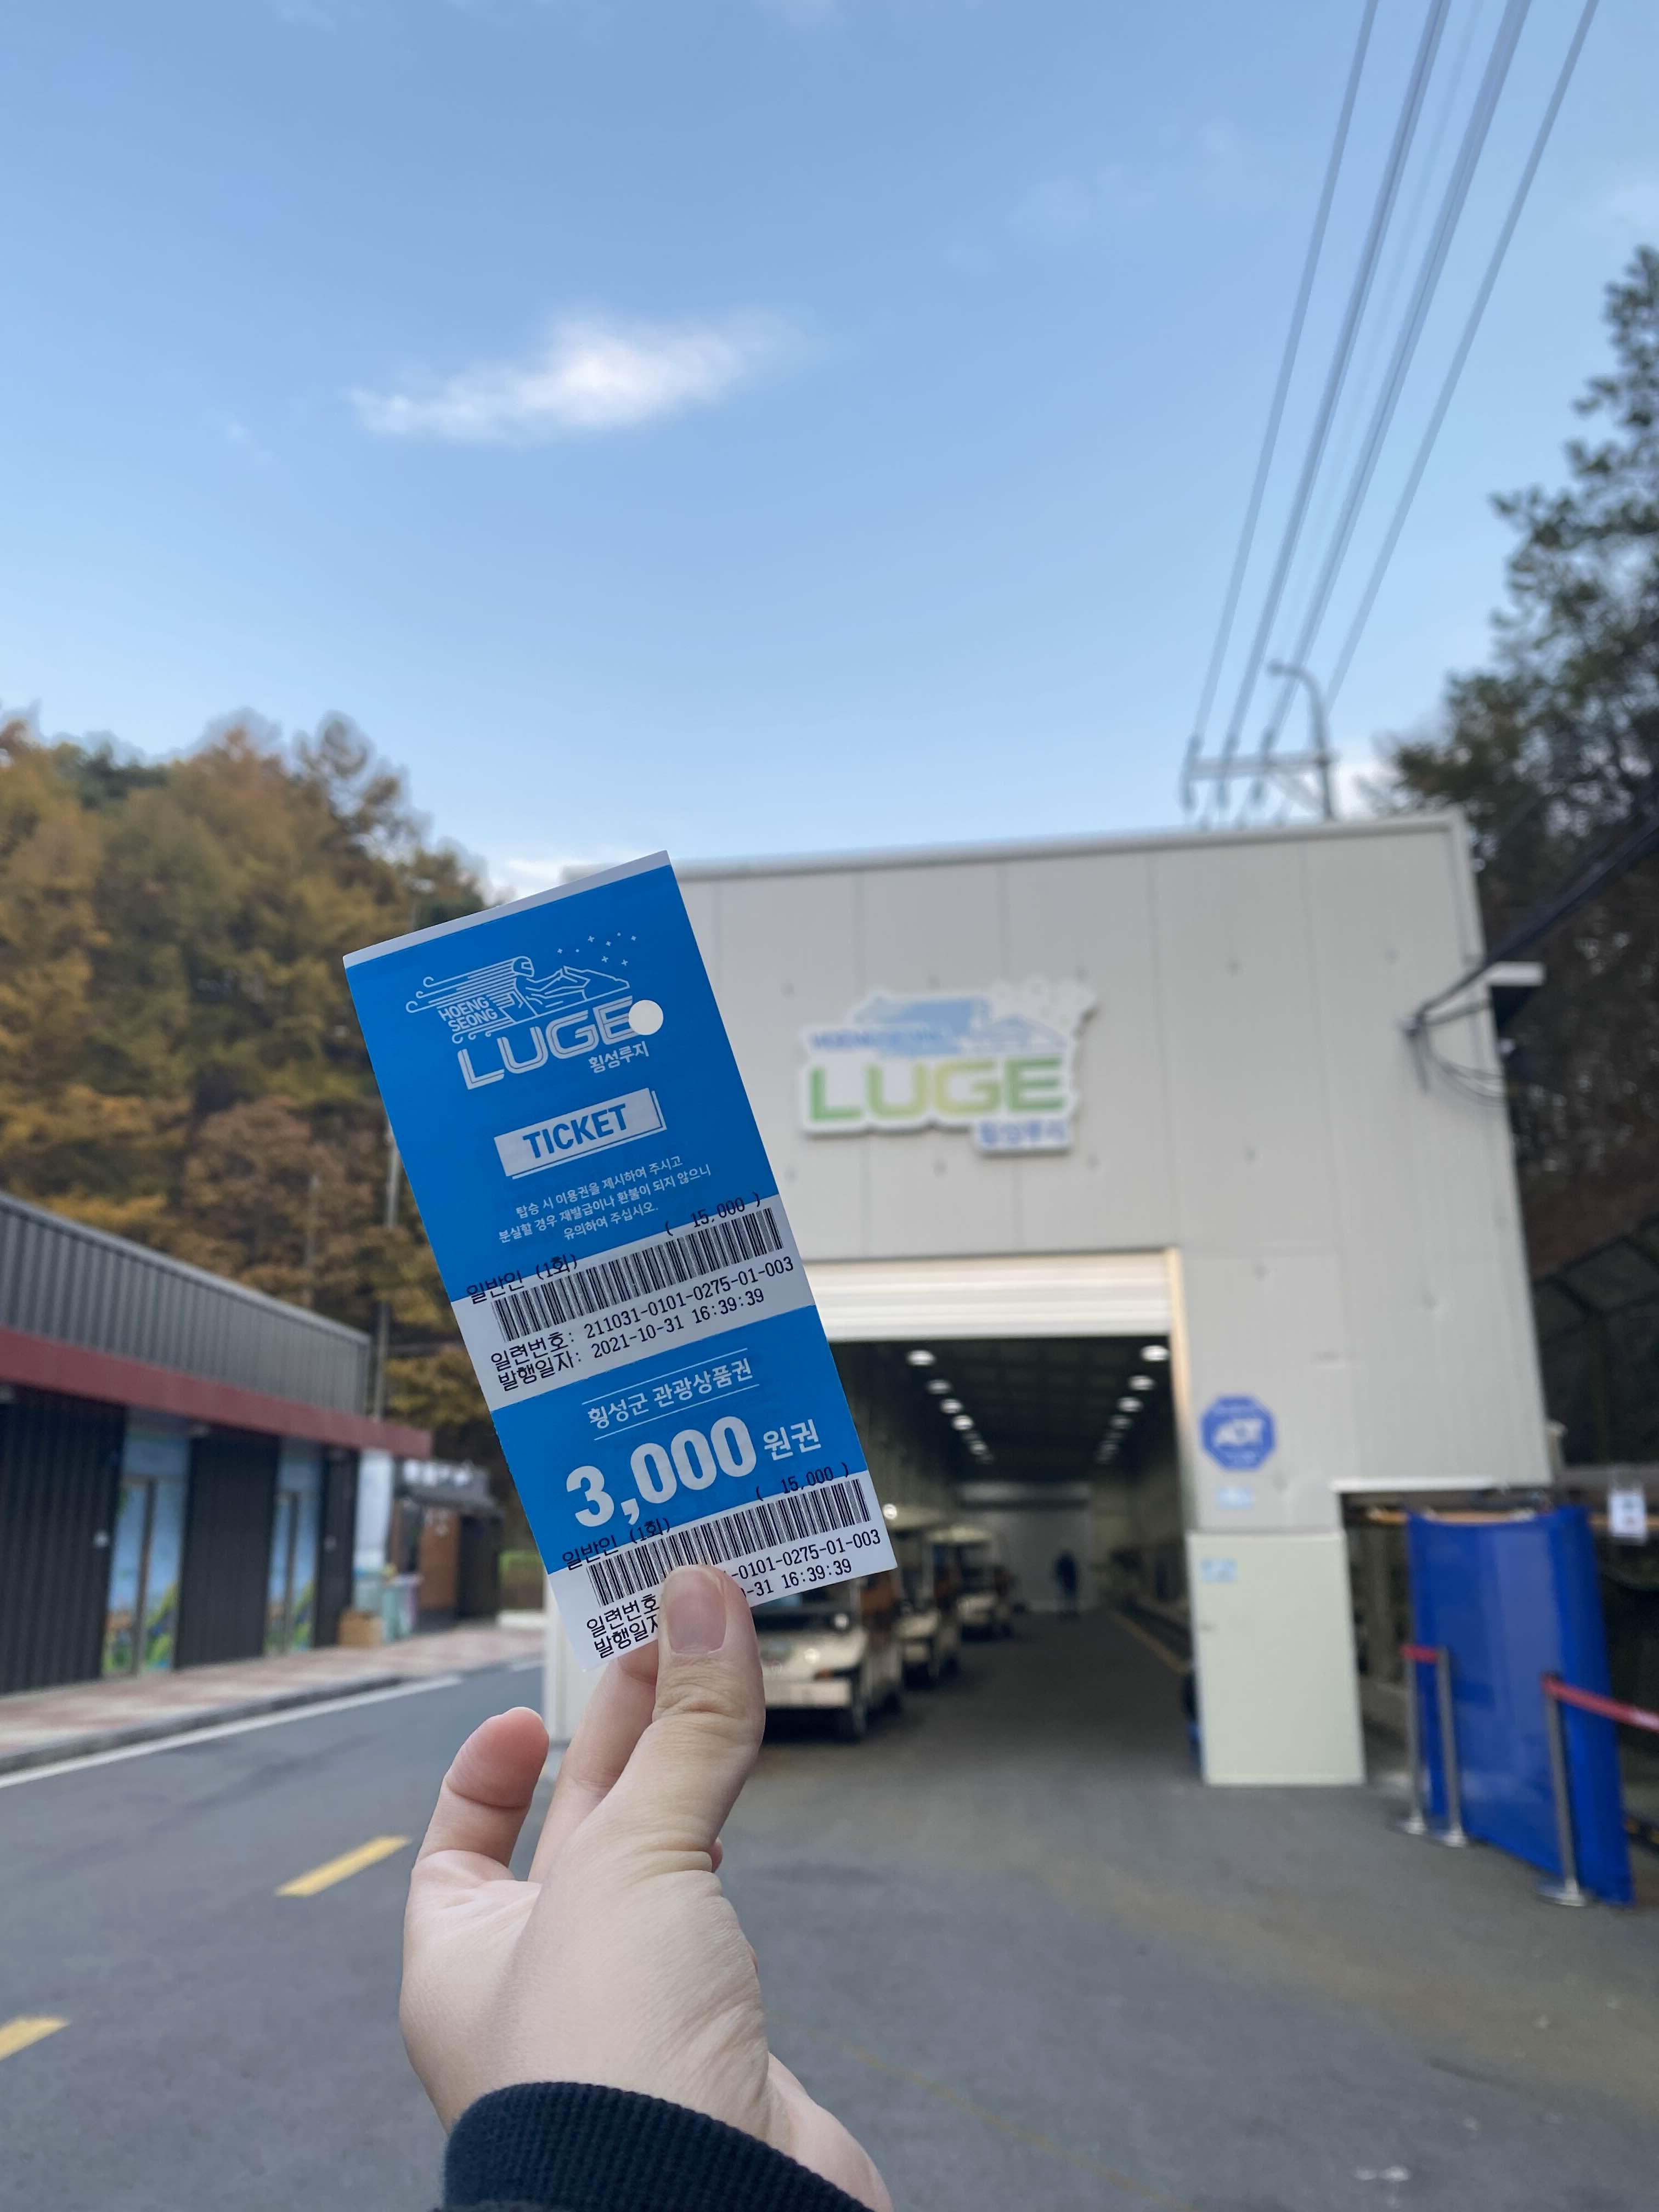 HOENG
SEONG
LUGE
횡성루지
TICKET
탑승 시 이용권을 제시하여 주시고
분실할 경우 재발급이나 환불이 되지 않으니
유의하여 주십시오.
일반인 (1회) ( 15,000 )
일련번호: 211031-0101-0275-01-003
발행일자: 2021-10-31 16:39:39
횡성군 관광상품권
3,000 원권
일반인 (1회) ( 15,000 )
일련번호 -0101-0275-01-003
발행일자 -31 16:39:39
LUGE
횡성루지
ADT